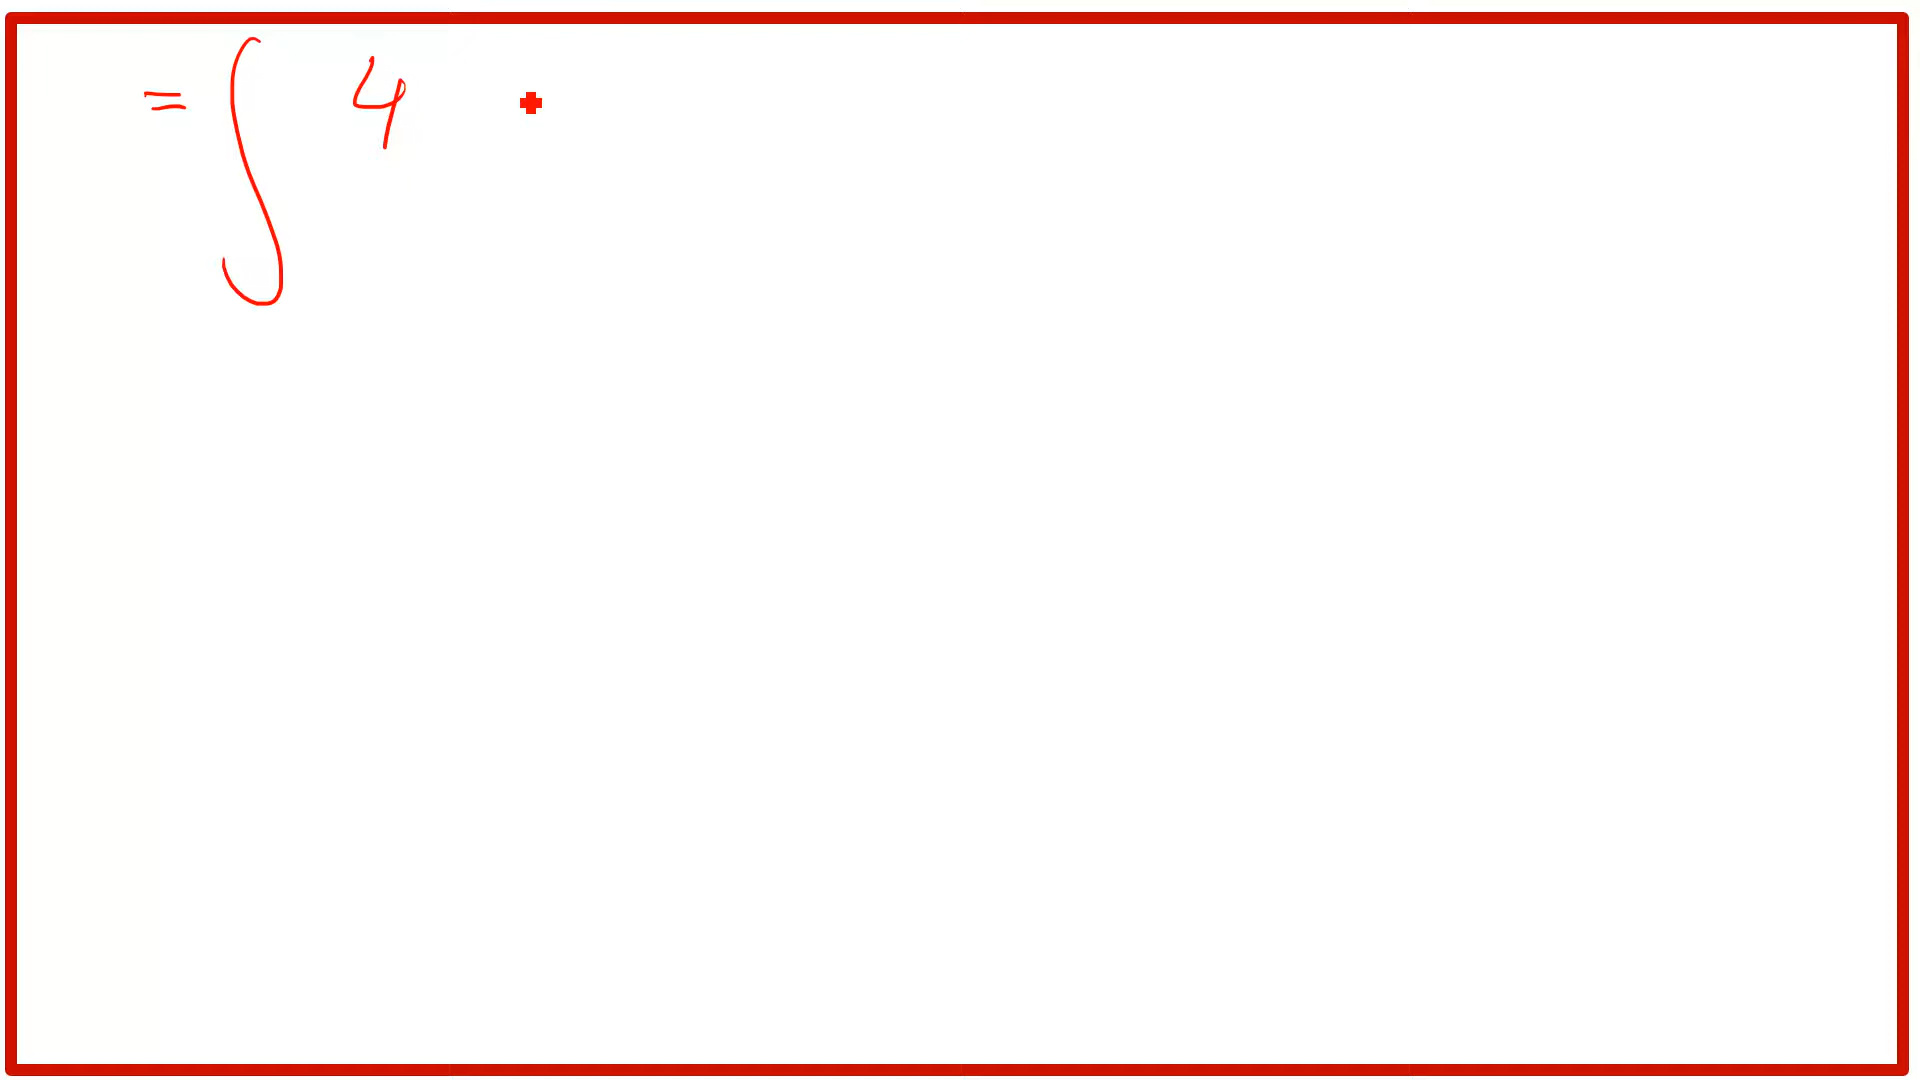 = ∫ 4